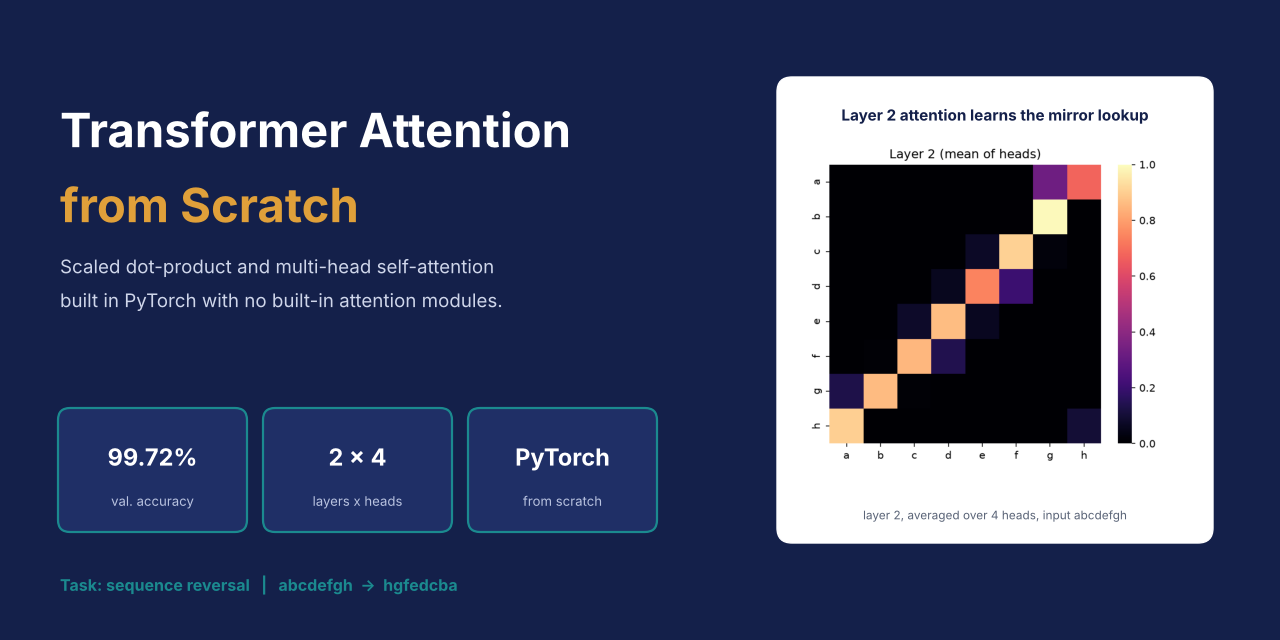 Transformer Attention
from Scratch
Scaled dot-product and multi-head self-attention
built in PyTorch with no built-in attention modules.
99.72%
val. accuracy
2 × 4
layers x heads
PyTorch
from scratch
Task: sequence reversal | abcdefgh → hgfedcba
Layer 2 attention learns the mirror lookup
Layer 2 (mean of heads)
a
b
c
d
e
f
g
h
a b c d e f g h
1.0
0.8
0.6
0.4
0.2
0.0
layer 2, averaged over 4 heads, input abcdefgh